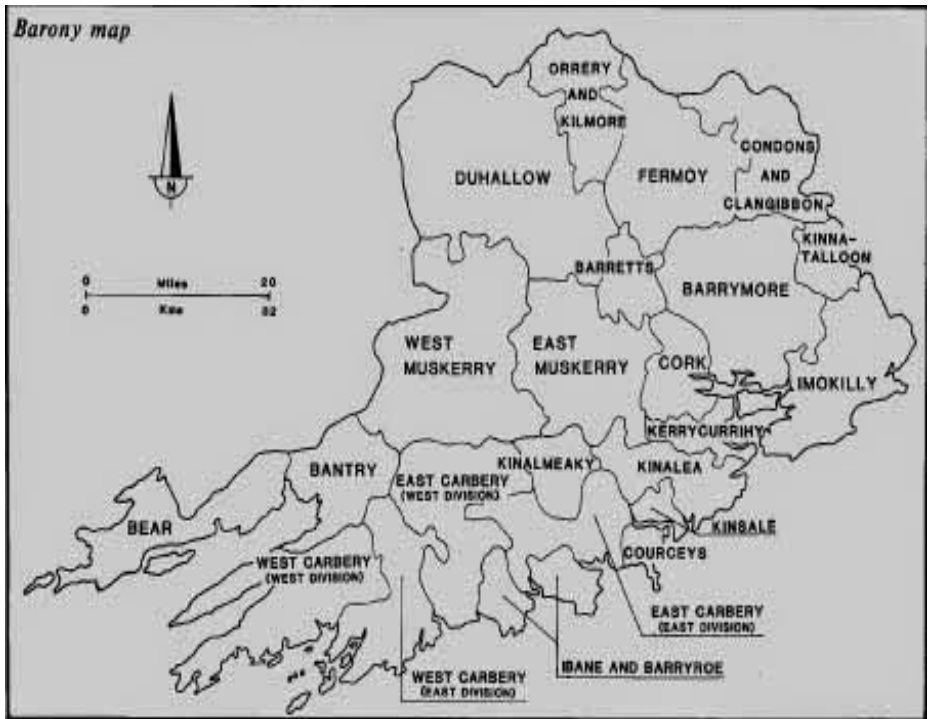 Barony map
ORRERY
AND
KILMORE
CONDONS
AND
CLANGIBBON
DUHALLOW
FERMOY
KINNA-
TALLOON
BARRETTS
BARRYMORE
N
0 Miles 20
0 Kms 32
WEST
MUSKERRY
EAST
MUSKERRY
CORK
IMOKILLY
KERRYCURRIHY
BANTRY
KINALMEAKY
KINALEA
EAST CARBERY
(WEST DIVISION)
BEAR
KINSALE
COURCEYS
WEST CARBERY
(WEST DIVISION)
EAST CARBERY
(EAST DIVISION)
IBANE AND BARRYROE
WEST CARBERY
(EAST DIVISION)